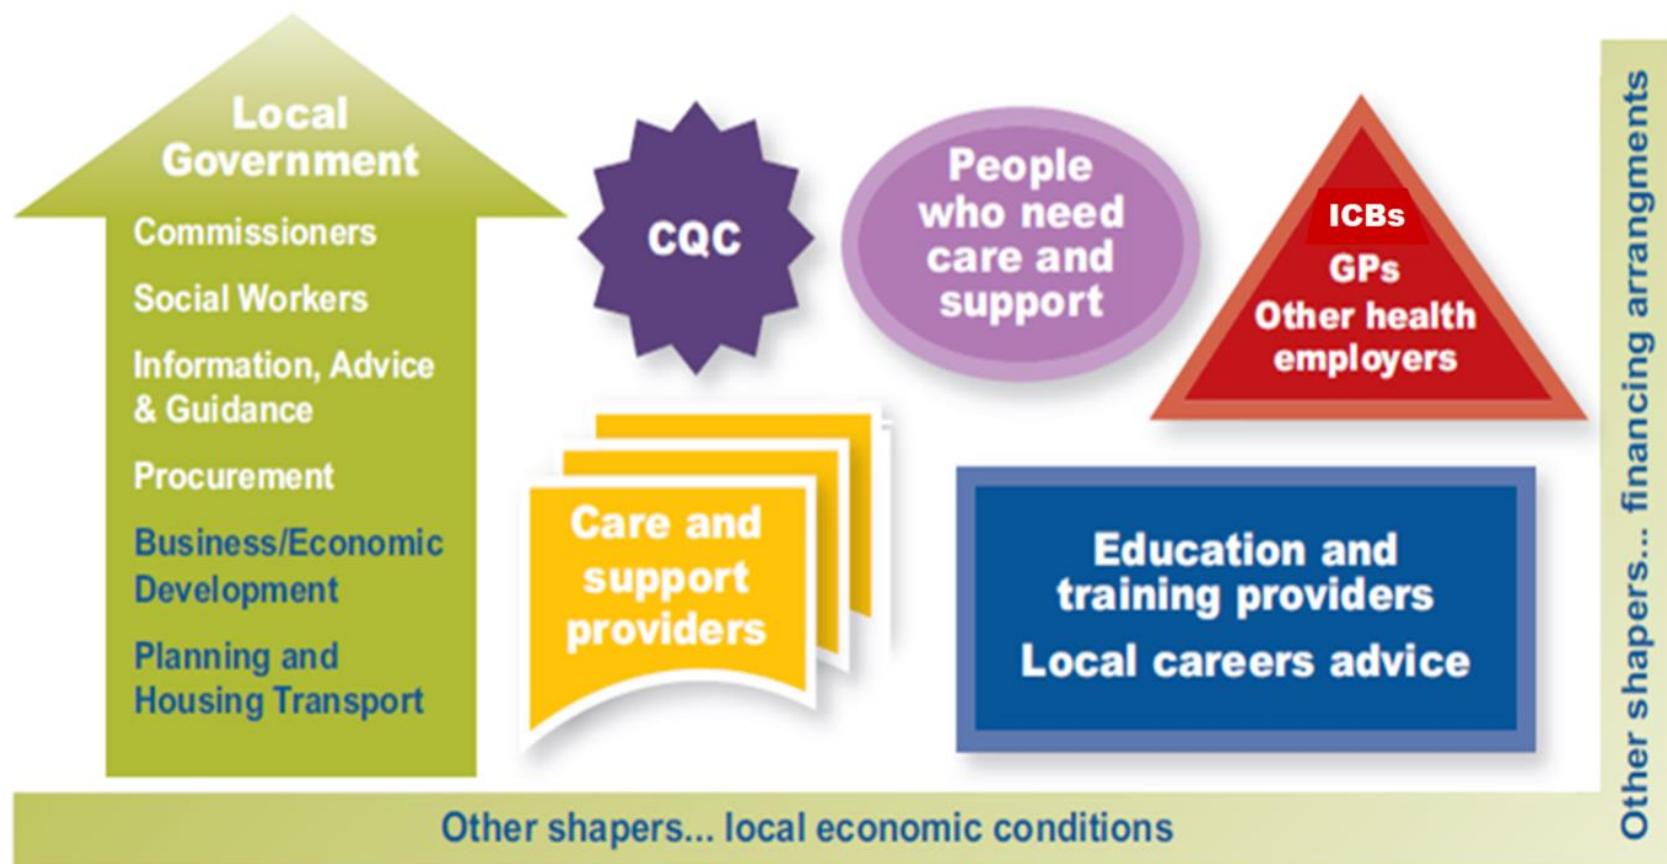 Local
Government
Commissioners
Social Workers
Information, Advice
& Guidance
Procurement
Business/Economic
Development
Planning and
Housing Transport
CQC
People
who need
care and
support
ICBs
GPs
Other health
employers
Care and
support
providers
Education and
training providers
Local careers advice
Other shapers... local economic conditions
Other shapers... financing arrangments